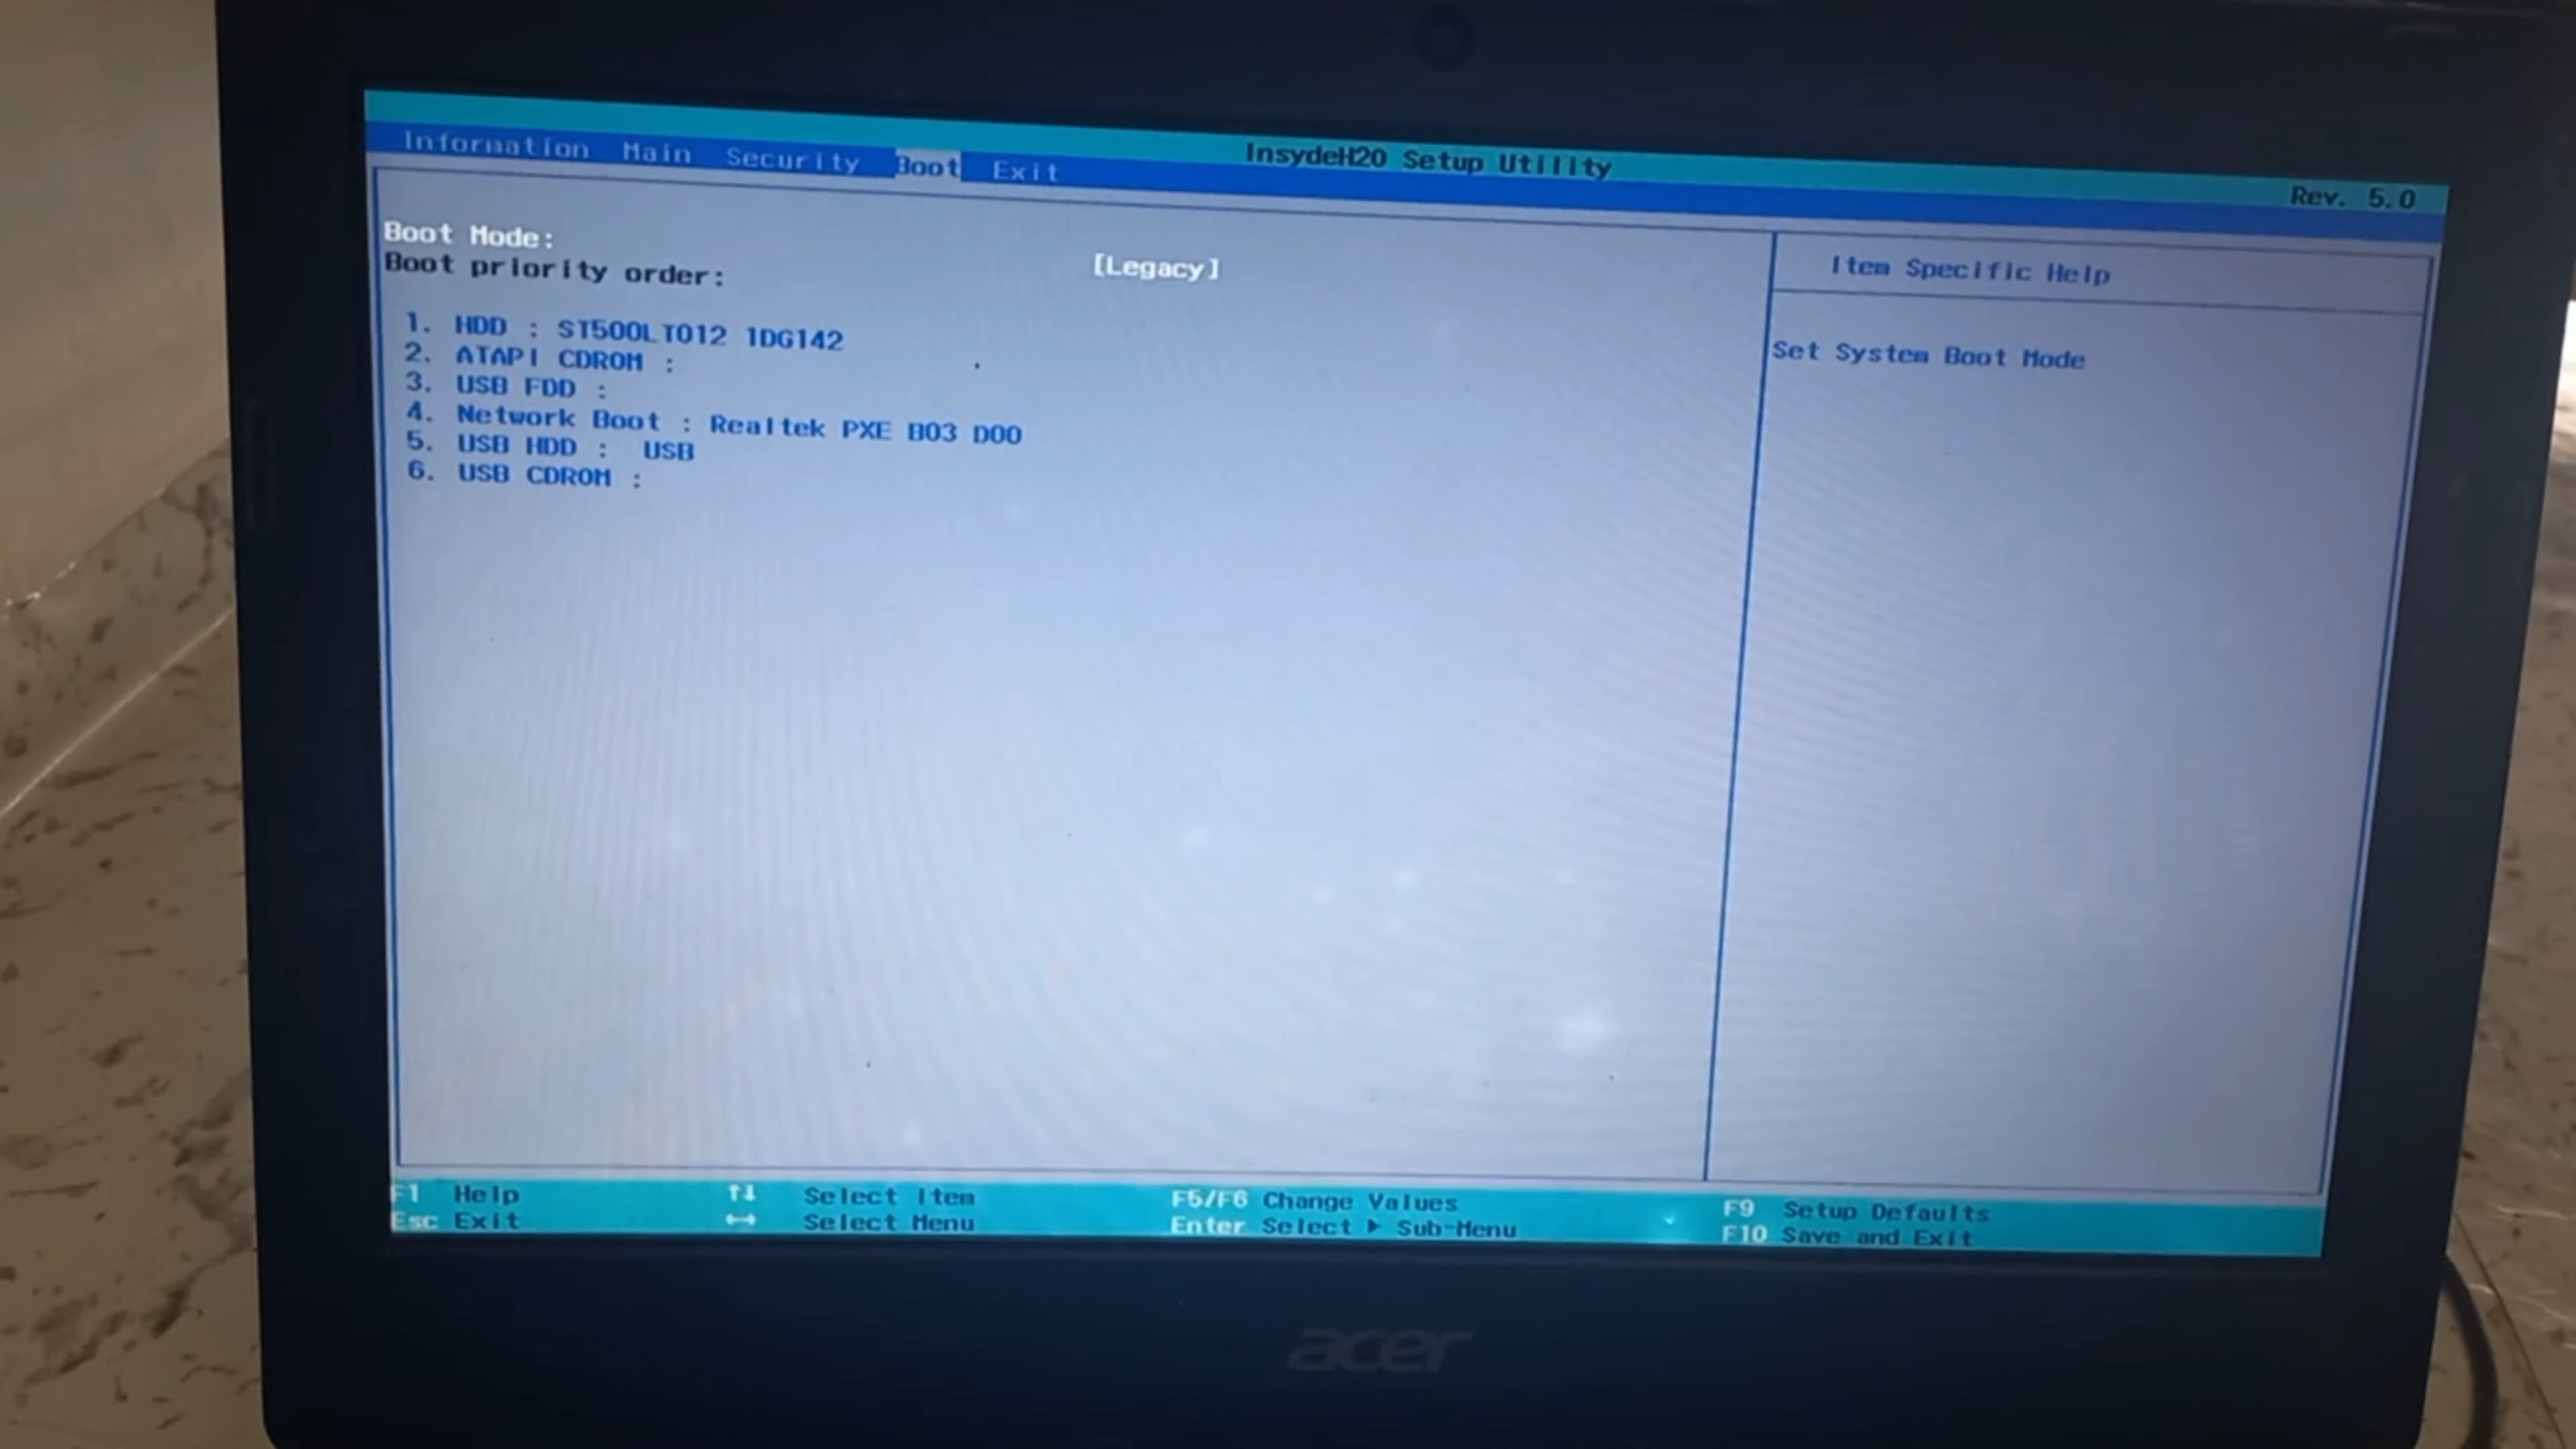 InsydeH20 Setup Utility
Rev. 5.0
Information Main Security Boot Exit
Boot Mode: [Legacy]
Boot priority order:
1. HDD : ST500LT012 1DG142
2. ATAPI CDROM :
3. USB FDD :
4. Network Boot : Realtek PXE B03 D00
5. USB HDD : USB
6. USB CDROM :
Item Specific Help
Set System Boot Mode
F1 Help ↑↓ Select Item F5/F6 Change Values F9 Setup Defaults
Esc Exit ↔ Select Menu Enter Select ▶ Sub-Menu F10 Save and Exit
acer